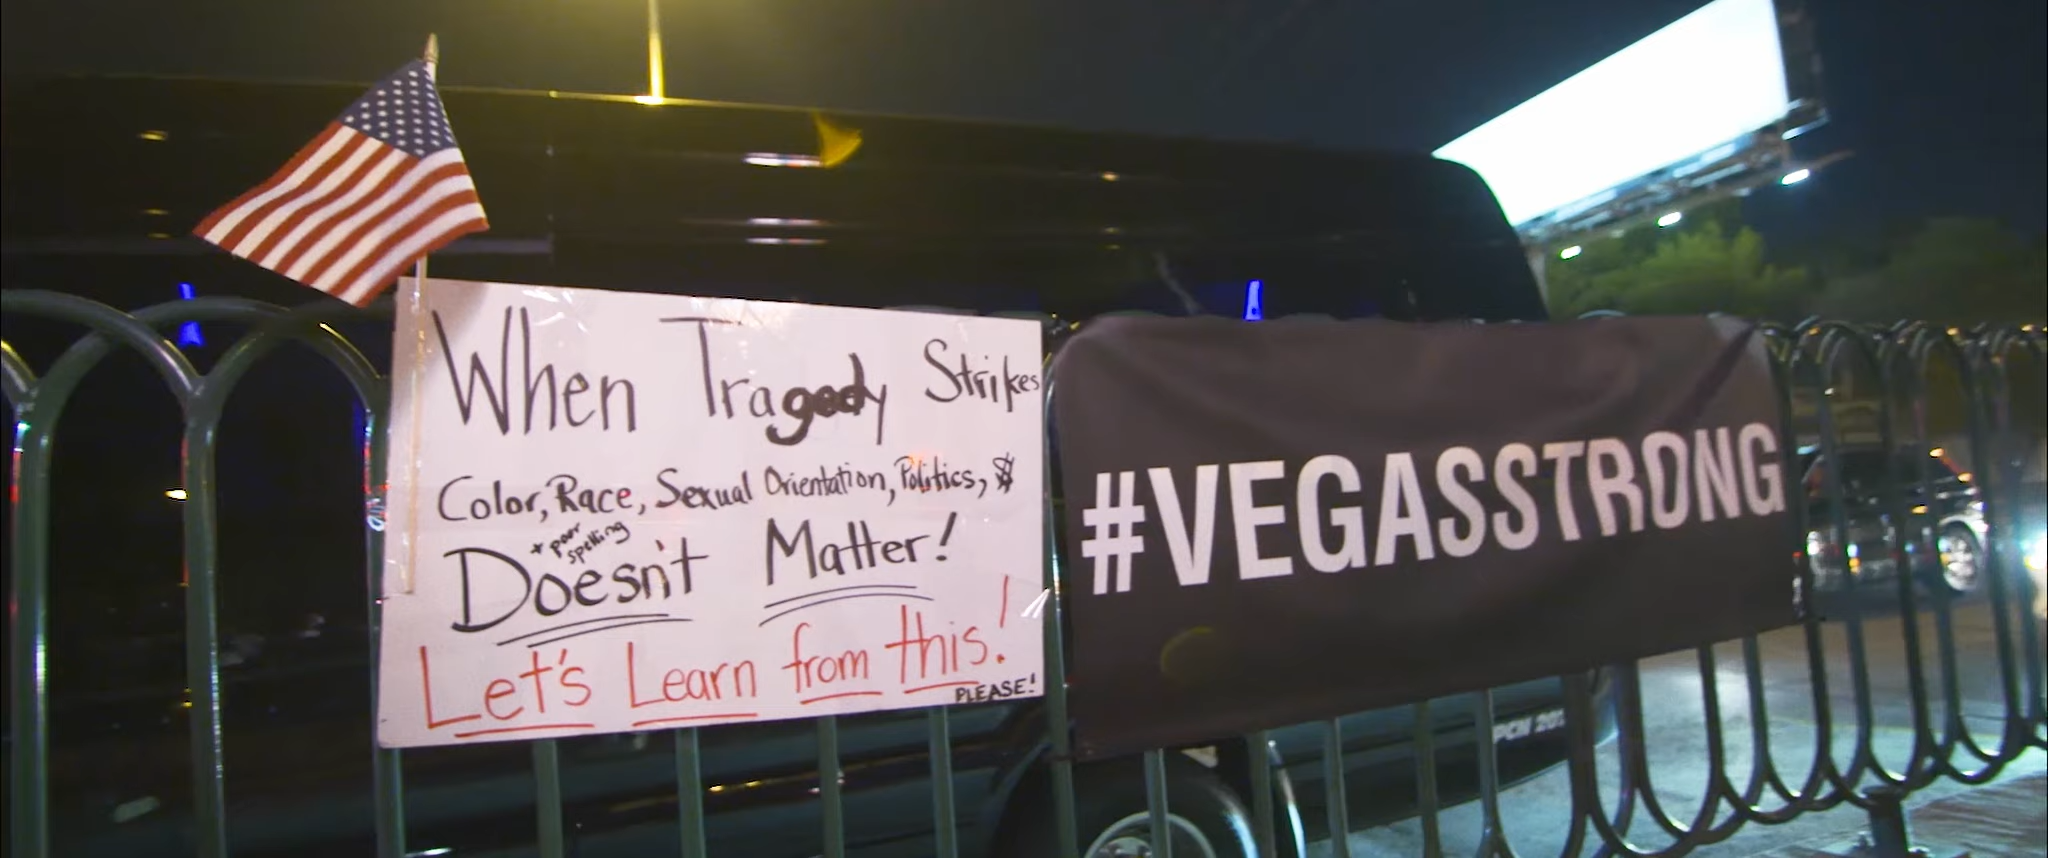 When Tragedy Strikes
Color, Race, Sexual Orientation, Politics, $
+ poor
spelling
Doesn't Matter!
Let's Learn from this!
PLEASE!
#VEGASSTRONG